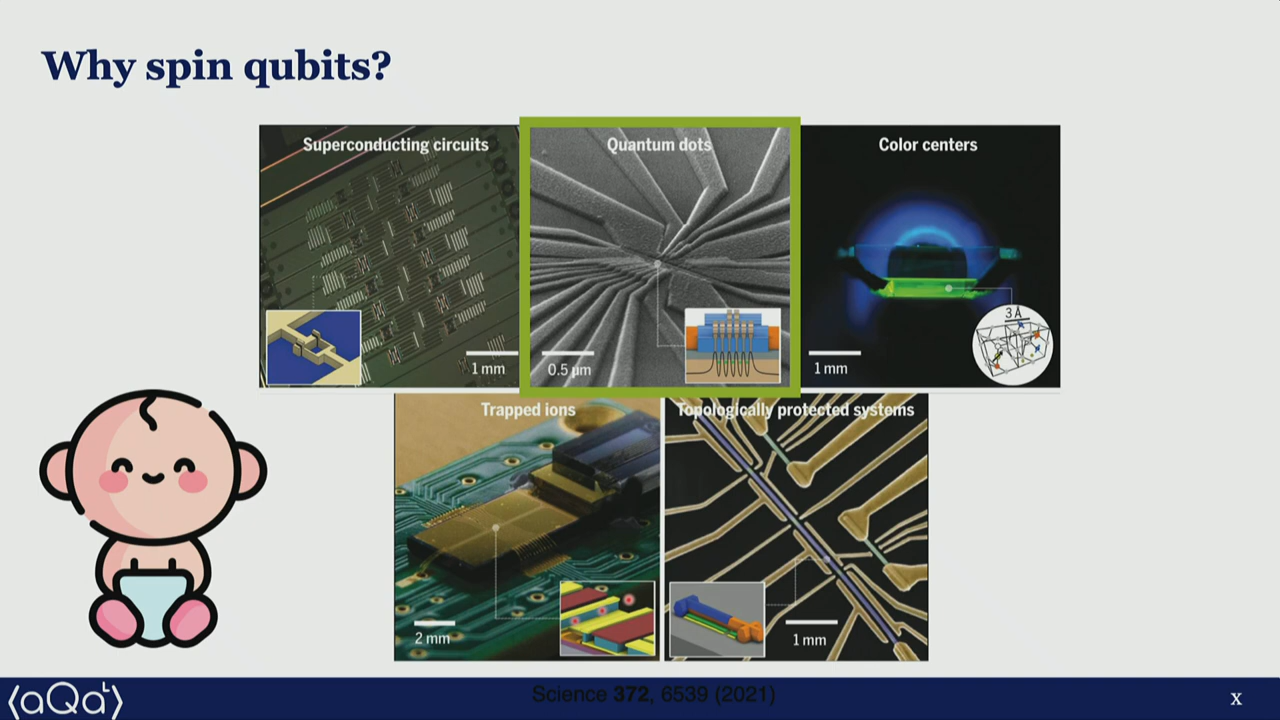 Why spin qubits?
Superconducting circuits
1 mm
Quantum dots
0.5 μm
Color centers
1 mm
3 Å
Trapped ions
2 mm
Topologically protected systems
1 mm
⟨aQaᴸ⟩
Science 372, 6539 (2021)
x